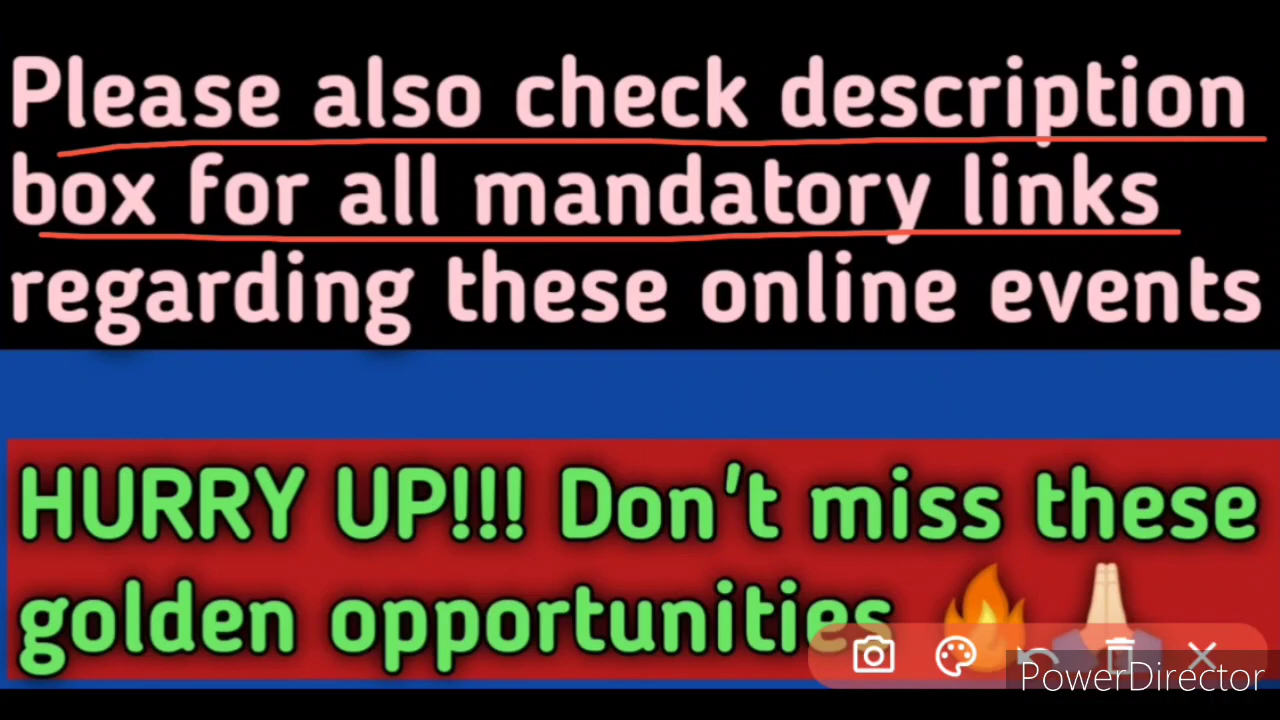 Please also check description
box for all mandatory links
regarding these online events
HURRY UP!!! Don't miss these
golden opportunities 🔥 🙏🏻
PowerDirector